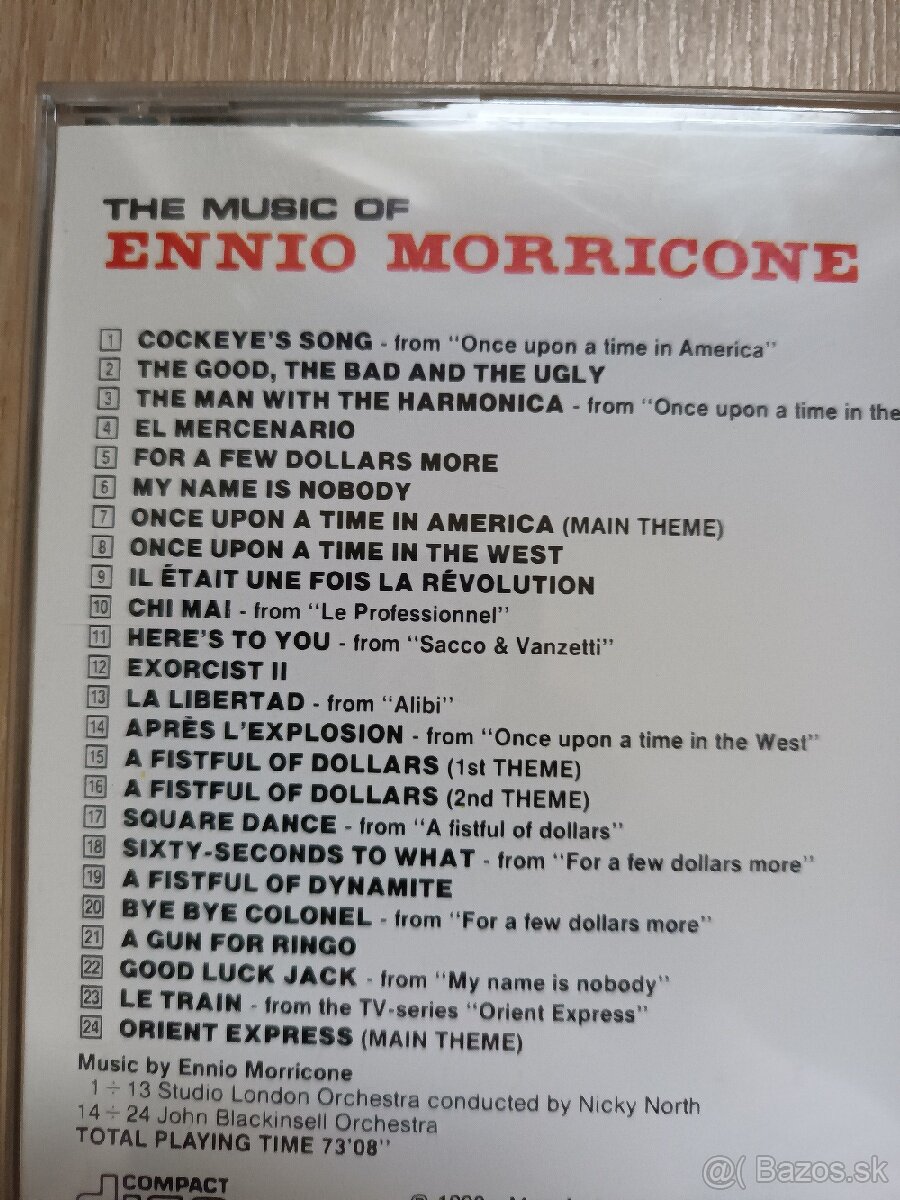 THE MUSIC OF
ENNIO MORRICONE
1 COCKEYE'S SONG - from "Once upon a time in America"
2 THE GOOD, THE BAD AND THE UGLY
3 THE MAN WITH THE HARMONICA - from "Once upon a time in the
4 EL MERCENARIO
5 FOR A FEW DOLLARS MORE
6 MY NAME IS NOBODY
7 ONCE UPON A TIME IN AMERICA (MAIN THEME)
8 ONCE UPON A TIME IN THE WEST
9 IL ÉTAIT UNE FOIS LA RÉVOLUTION
10 CHI MAI - from "Le Professionnel"
11 HERE'S TO YOU - from "Sacco & Vanzetti"
12 EXORCIST II
13 LA LIBERTAD - from "Alibi"
14 APRÈS L'EXPLOSION - from "Once upon a time in the West"
15 A FISTFUL OF DOLLARS (1st THEME)
16 A FISTFUL OF DOLLARS (2nd THEME)
17 SQUARE DANCE - from "A fistful of dollars"
18 SIXTY-SECONDS TO WHAT - from "For a few dollars more"
19 A FISTFUL OF DYNAMITE
20 BYE BYE COLONEL - from "For a few dollars more"
21 A GUN FOR RINGO
22 GOOD LUCK JACK - from "My name is nobody"
23 LE TRAIN - from the TV-series "Orient Express"
24 ORIENT EXPRESS (MAIN THEME)
Music by Ennio Morricone
1 ÷ 13 Studio London Orchestra conducted by Nicky North
14 ÷ 24 John Blackinsell Orchestra
TOTAL PLAYING TIME 73'08"
COMPACT
@( Bazos.sk